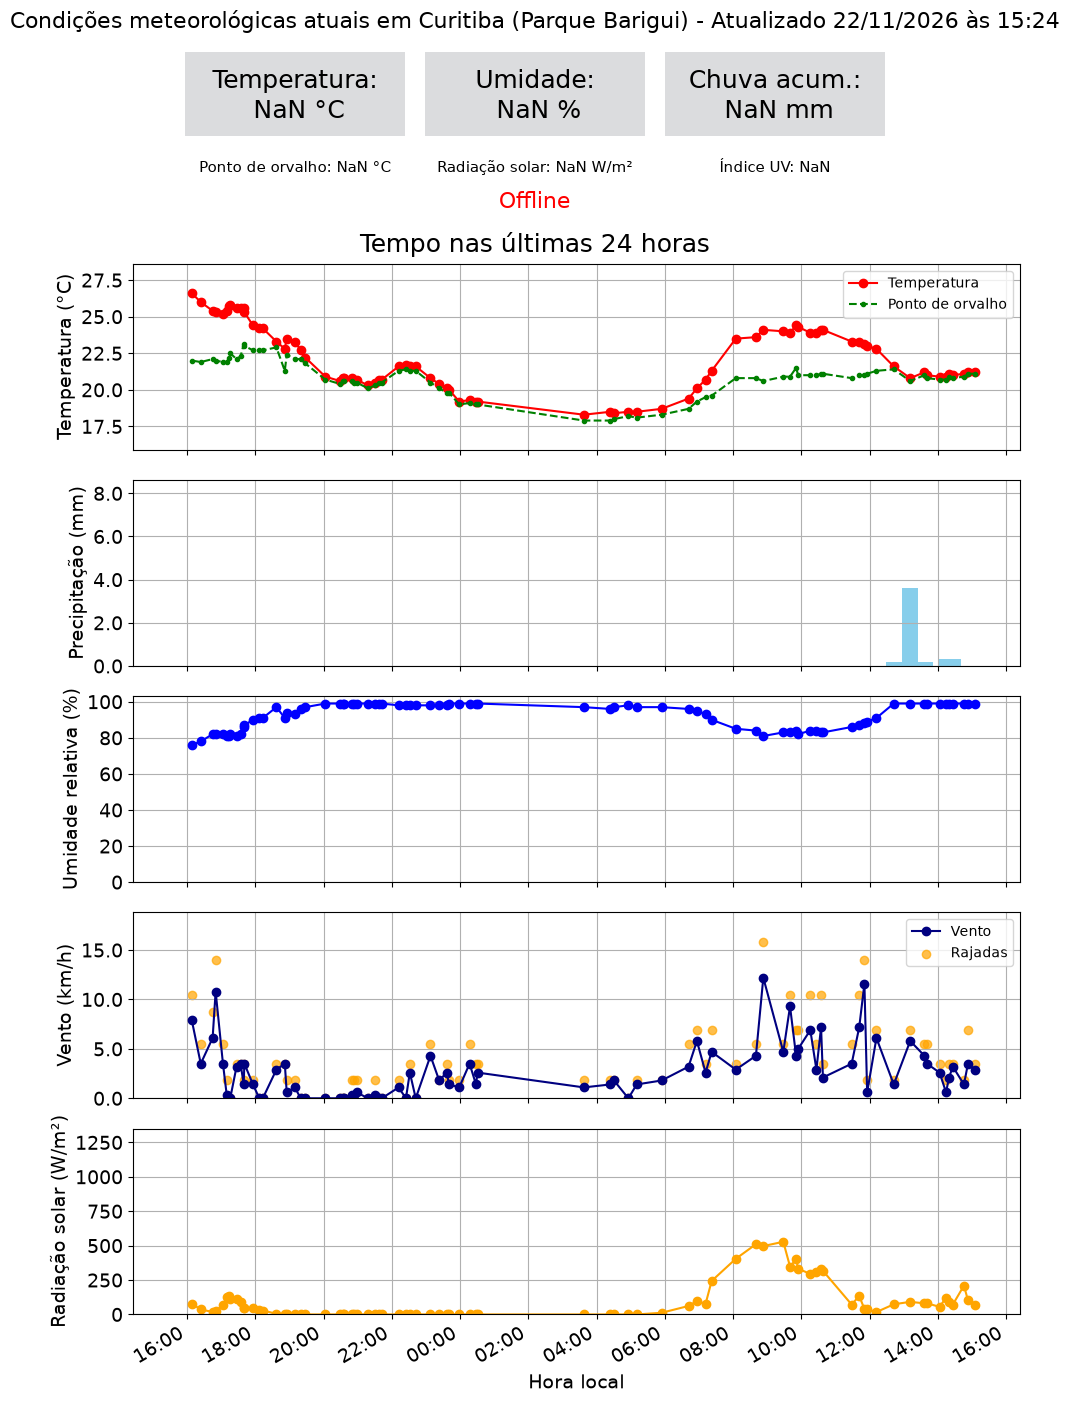 Condições meteorológicas atuais em Curitiba (Parque Barigui) - Atualizado 22/11/2026 às 15:24
Temperatura:
NaN °C
Umidade:
NaN %
Chuva acum.:
NaN mm
Ponto de orvalho: NaN °C
Radiação solar: NaN W/m²
Índice UV: NaN
Offline
Tempo nas últimas 24 horas
Temperatura (°C)
27.5
25.0
22.5
20.0
17.5
Temperatura
Ponto de orvalho
Precipitação (mm)
8.0
6.0
4.0
2.0
0.0
Umidade relativa (%)
100
80
60
40
20
0
Vento (km/h)
15.0
10.0
5.0
0.0
Vento
Rajadas
Radiação solar (W/m²)
1250
1000
750
500
250
0
16:00
18:00
20:00
22:00
00:00
02:00
04:00
06:00
08:00
10:00
12:00
14:00
16:00
Hora local